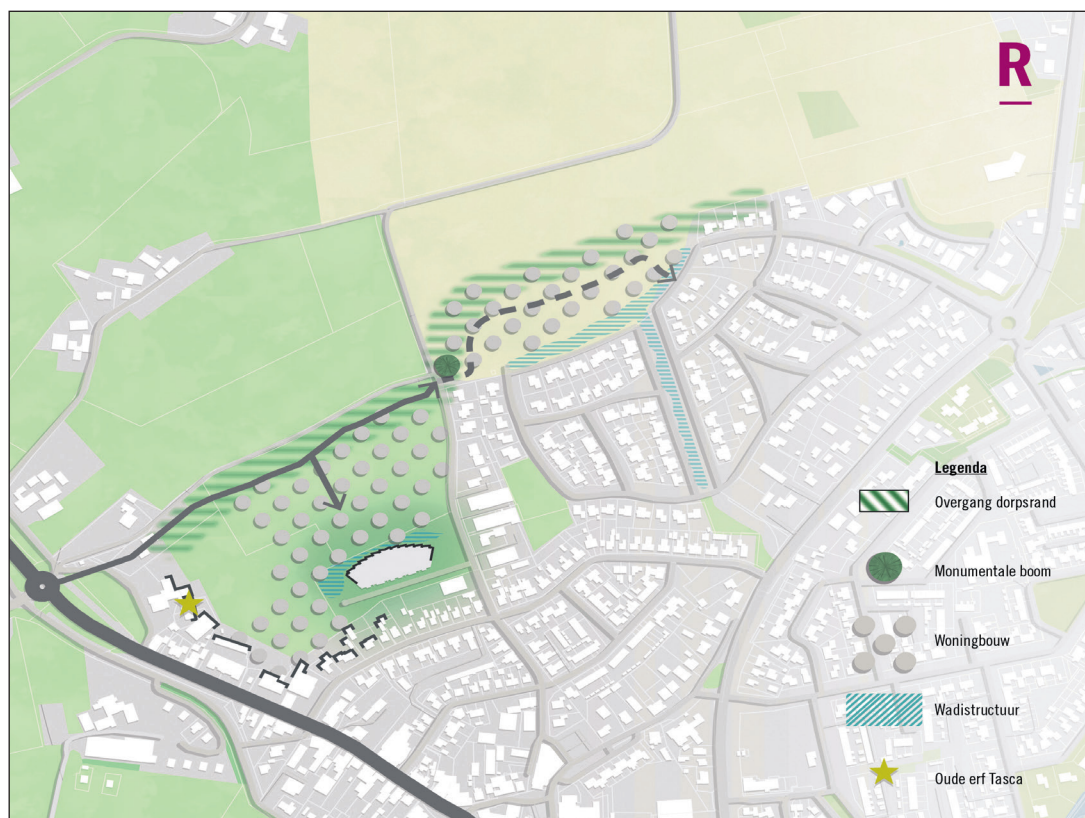 R
Legenda
Overgang dorpsrand
Monumentale boom
Woningbouw
Wadistructuur
Oude erf Tasca